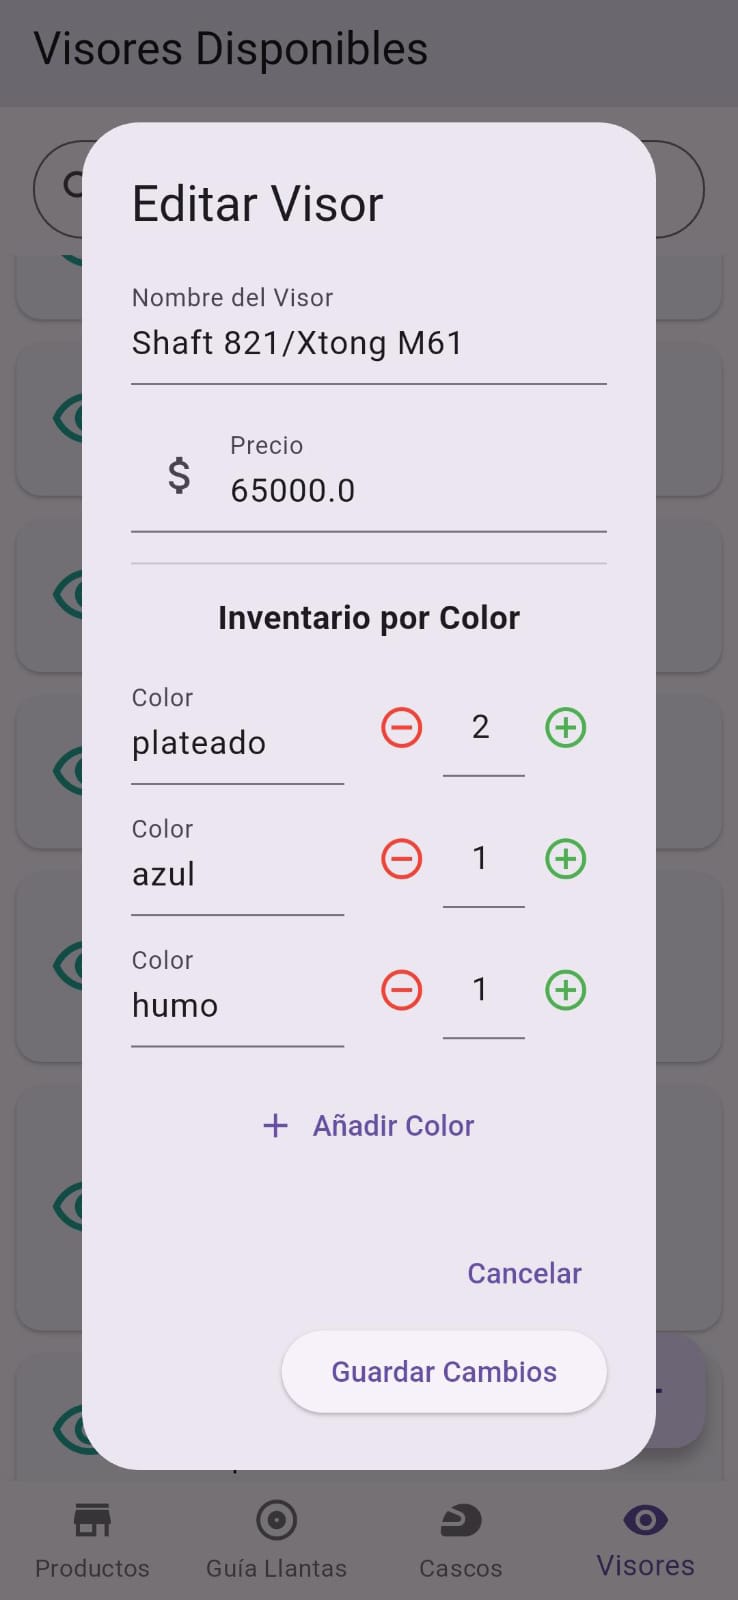 Visores Disponibles
Editar Visor
Nombre del Visor
Shaft 821/Xtong M61
Precio
$ 65000.0
Inventario por Color
Color
plateado 2
Color
azul 1
Color
humo 1
+ Añadir Color
Cancelar
Guardar Cambios
Productos Guía Llantas Cascos Visores